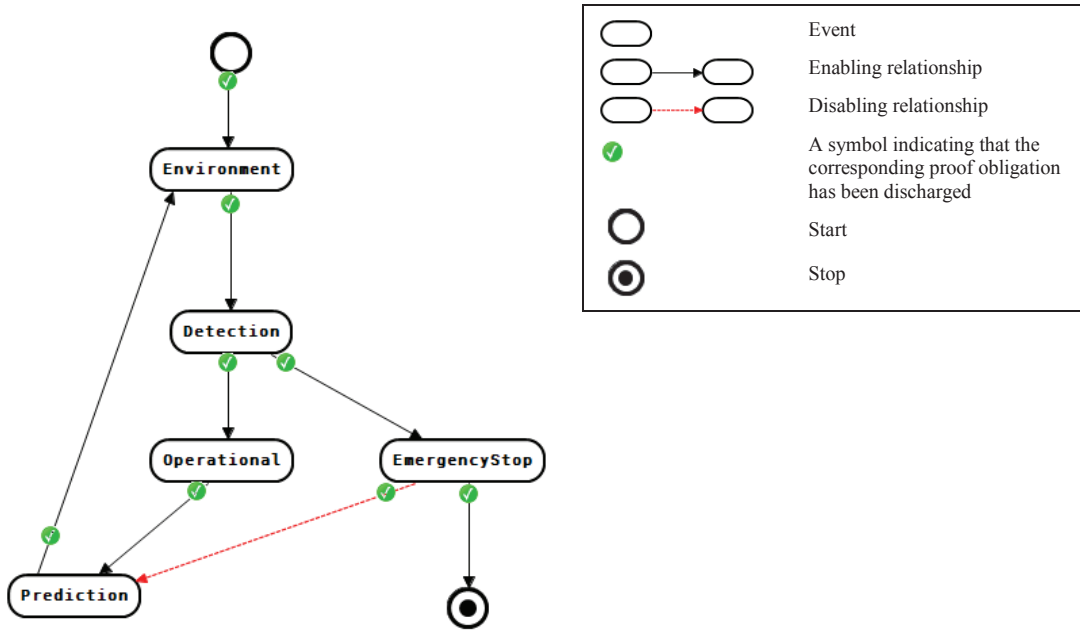 Environment
Detection
Operational
EmergencyStop
Prediction
Event
Enabling relationship
Disabling relationship
A symbol indicating that the
corresponding proof obligation
has been discharged
Start
Stop